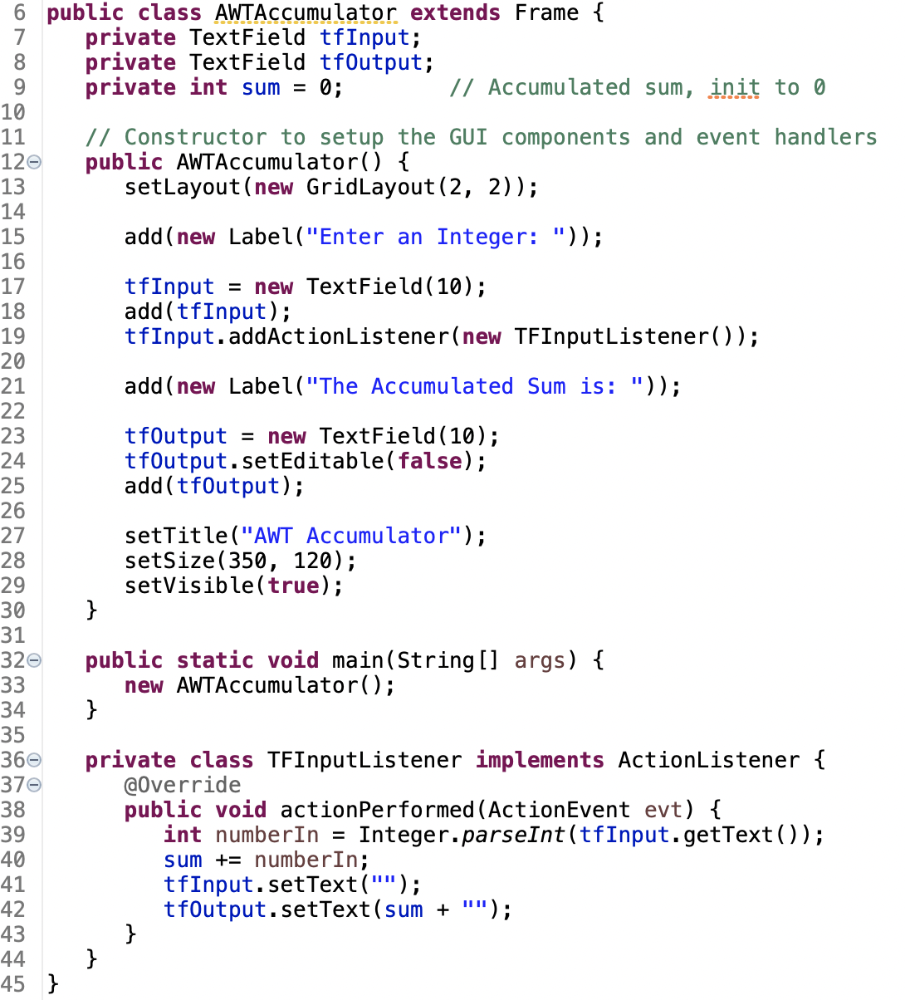 6 public class AWTAccumulator extends Frame {
7    private TextField tfInput;
8    private TextField tfOutput;
9    private int sum = 0;        // Accumulated sum, init to 0
10
11    // Constructor to setup the GUI components and event handlers
12    public AWTAccumulator() {
13       setLayout(new GridLayout(2, 2));
14
15       add(new Label("Enter an Integer: "));
16
17       tfInput = new TextField(10);
18       add(tfInput);
19       tfInput.addActionListener(new TFInputListener());
20
21       add(new Label("The Accumulated Sum is: "));
22
23       tfOutput = new TextField(10);
24       tfOutput.setEditable(false);
25       add(tfOutput);
26
27       setTitle("AWT Accumulator");
28       setSize(350, 120);
29       setVisible(true);
30    }
31
32    public static void main(String[] args) {
33       new AWTAccumulator();
34    }
35
36    private class TFInputListener implements ActionListener {
37       @Override
38       public void actionPerformed(ActionEvent evt) {
39          int numberIn = Integer.parseInt(tfInput.getText());
40          sum += numberIn;
41          tfInput.setText("");
42          tfOutput.setText(sum + "");
43       }
44    }
45 }